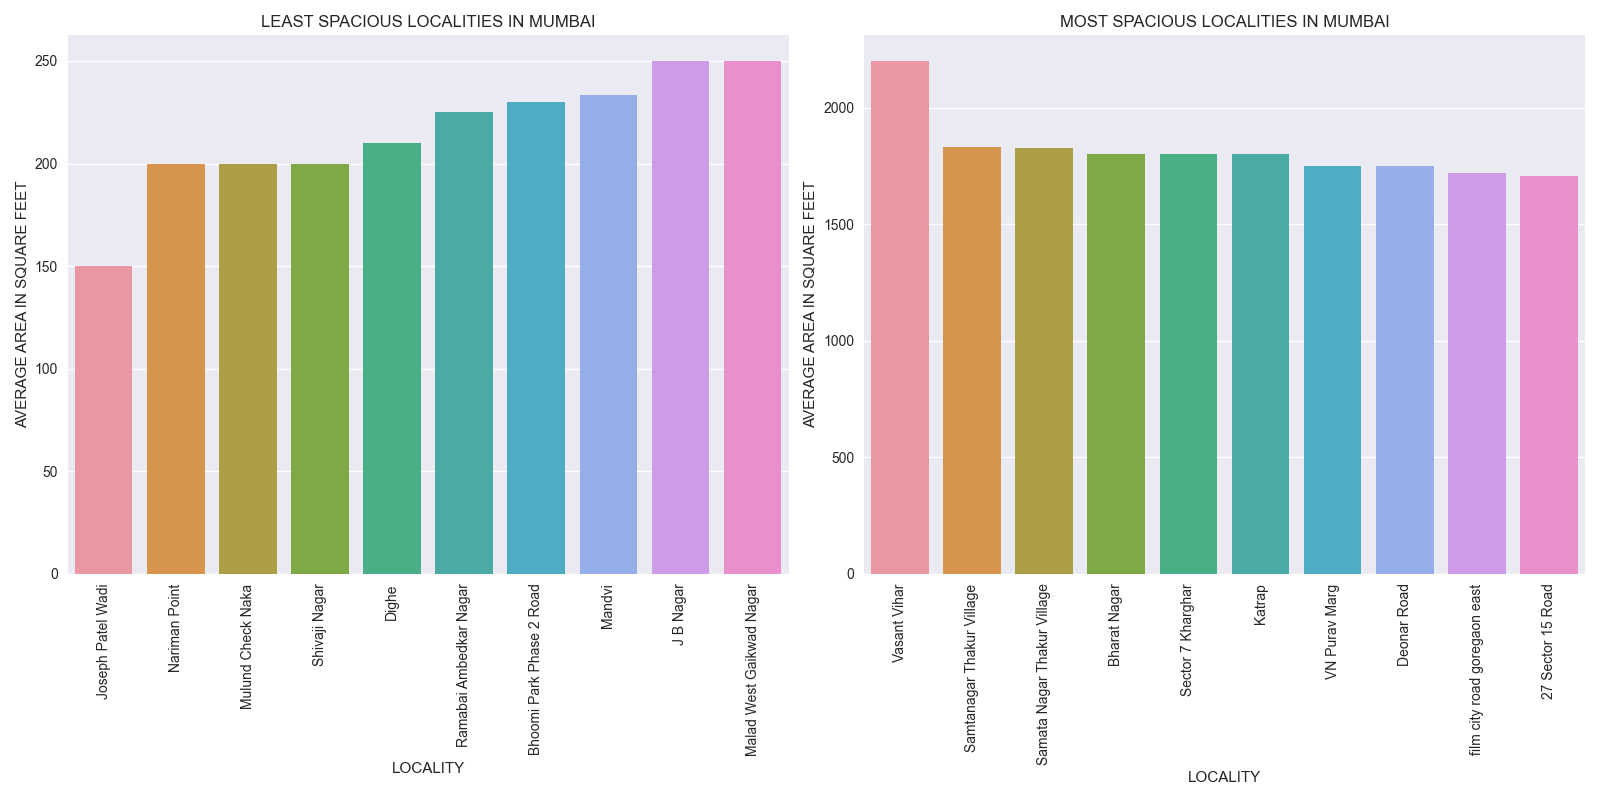 LEAST SPACIOUS LOCALITIES IN MUMBAI
AVERAGE AREA IN SQUARE FEET
250
200
150
100
50
0
Joseph Patel Wadi
Nariman Point
Mulund Check Naka
Shivaji Nagar
Dighe
Ramabai Ambedkar Nagar
Bhoomi Park Phase 2 Road
Mandvi
J B Nagar
Malad West Gaikwad Nagar
LOCALITY
MOST SPACIOUS LOCALITIES IN MUMBAI
AVERAGE AREA IN SQUARE FEET
2000
1500
1000
500
0
Vasant Vihar
Samtanagar Thakur Village
Samata Nagar Thakur Village
Bharat Nagar
Sector 7 Kharghar
Katrap
VN Purav Marg
Deonar Road
film city road goregaon east
27 Sector 15 Road
LOCALITY